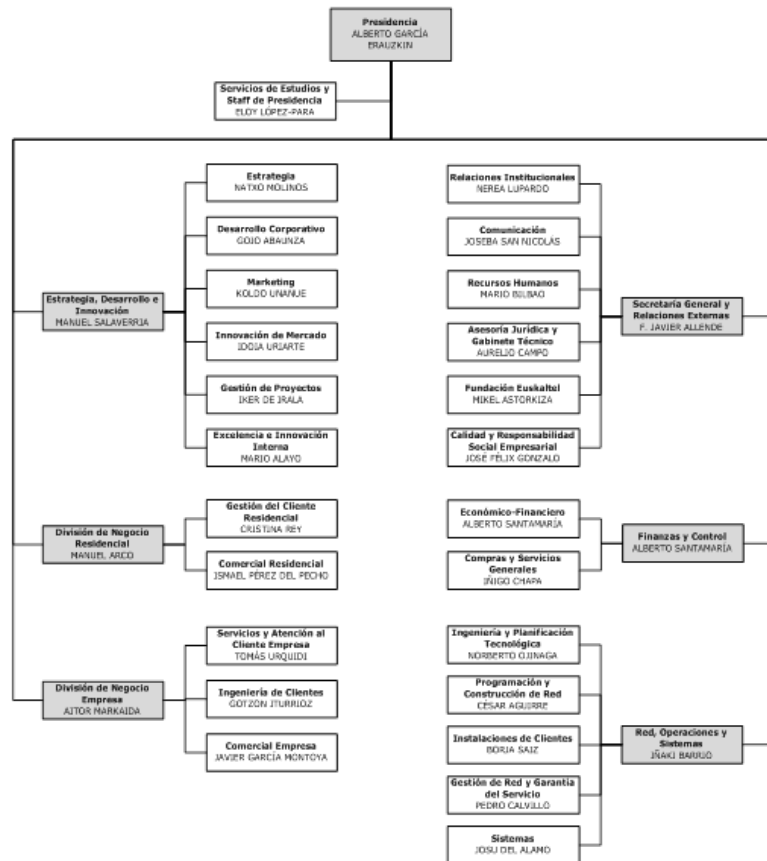 Presidencia
ALBERTO GARCÍA
ERAUZKIN
Servicios de Estudios y
Staff de Presidencia
ELOY LÓPEZ-PARA
Estrategia
NATXO MOLINOS
Desarrollo Corporativo
GOIO ABAUNZA
Marketing
KOLDO UNANUE
Estrategia, Desarrollo e
Innovación
MANUEL SALAVERRIA
Innovación de Mercado
IDOIA URIARTE
Gestión de Proyectos
IKER DE IRALA
Excelencia e Innovación
Interna
MARIO ALAYO
Relaciones Institucionales
NEREA LUPARDO
Comunicación
JOSEBA SAN NICOLÁS
Recursos Humanos
MARIO BILBAO
Secretaría General y
Relaciones Externas
F. JAVIER ALLENDE
Asesoría Jurídica y
Gabinete Técnico
AURELIO CAMPO
Fundación Euskaltel
MIKEL ASTORKIZA
Calidad y Responsabilidad
Social Empresarial
JOSÉ FÉLIX GONZALO
Gestión del Cliente
Residencial
CRISTINA REY
División de Negocio
Residencial
MANUEL ARCO
Comercial Residencial
ISMAEL PÉREZ DEL PECHO
Económico-Financiero
ALBERTO SANTAMARÍA
Finanzas y Control
ALBERTO SANTAMARÍA
Compras y Servicios
Generales
IÑIGO CHAPA
Servicios y Atención al
Cliente Empresa
TOMÁS URQUIDI
División de Negocio
Empresa
AITOR MARKAIDA
Ingeniería de Clientes
GOTZON ITURRIOZ
Comercial Empresa
JAVIER GARCÍA MONTOYA
Ingeniería y Planificación
Tecnológica
NORBERTO OJINAGA
Programación y
Construcción de Red
CÉSAR AGUIRRE
Instalaciones de Clientes
BORJA SAIZ
Red, Operaciones y
Sistemas
IÑAKI BARRIO
Gestión de Red y Garantía
del Servicio
PEDRO CALVILLO
Sistemas
JOSU DEL ALAMO